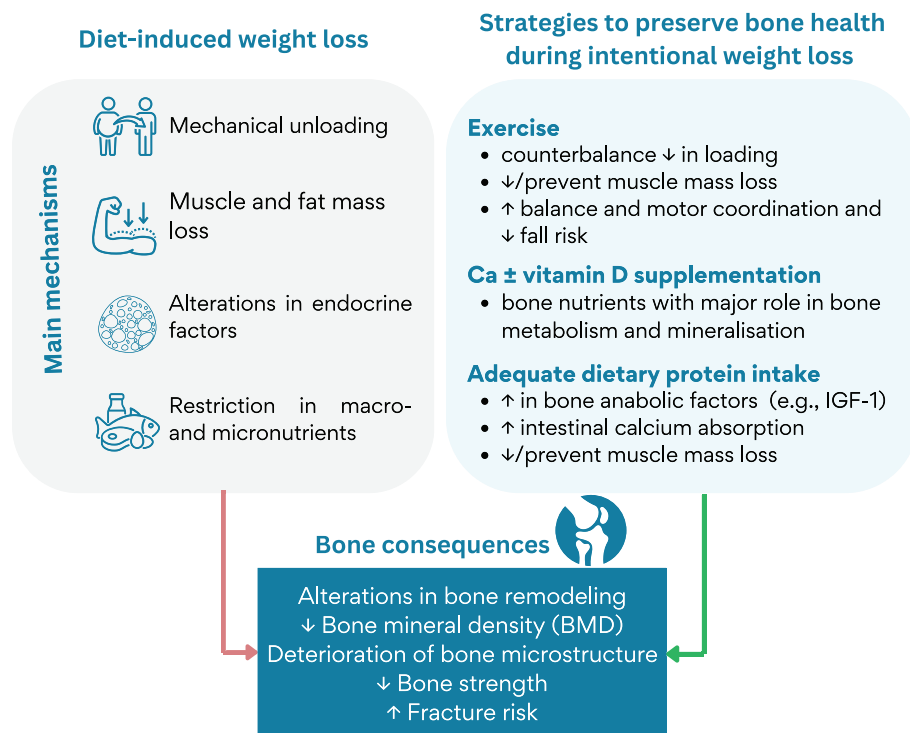 Diet-induced weight loss
Main mechanisms
Mechanical unloading
Muscle and fat mass
loss
Alterations in endocrine
factors
Restriction in macro-
and micronutrients
Strategies to preserve bone health
during intentional weight loss
Exercise
• counterbalance ↓ in loading
• ↓/prevent muscle mass loss
• ↑ balance and motor coordination and
↓ fall risk
Ca ± vitamin D supplementation
• bone nutrients with major role in bone
metabolism and mineralisation
Adequate dietary protein intake
• ↑ in bone anabolic factors (e.g., IGF-1)
• ↑ intestinal calcium absorption
• ↓/prevent muscle mass loss
Bone consequences
Alterations in bone remodeling
↓ Bone mineral density (BMD)
Deterioration of bone microstructure
↓ Bone strength
↑ Fracture risk